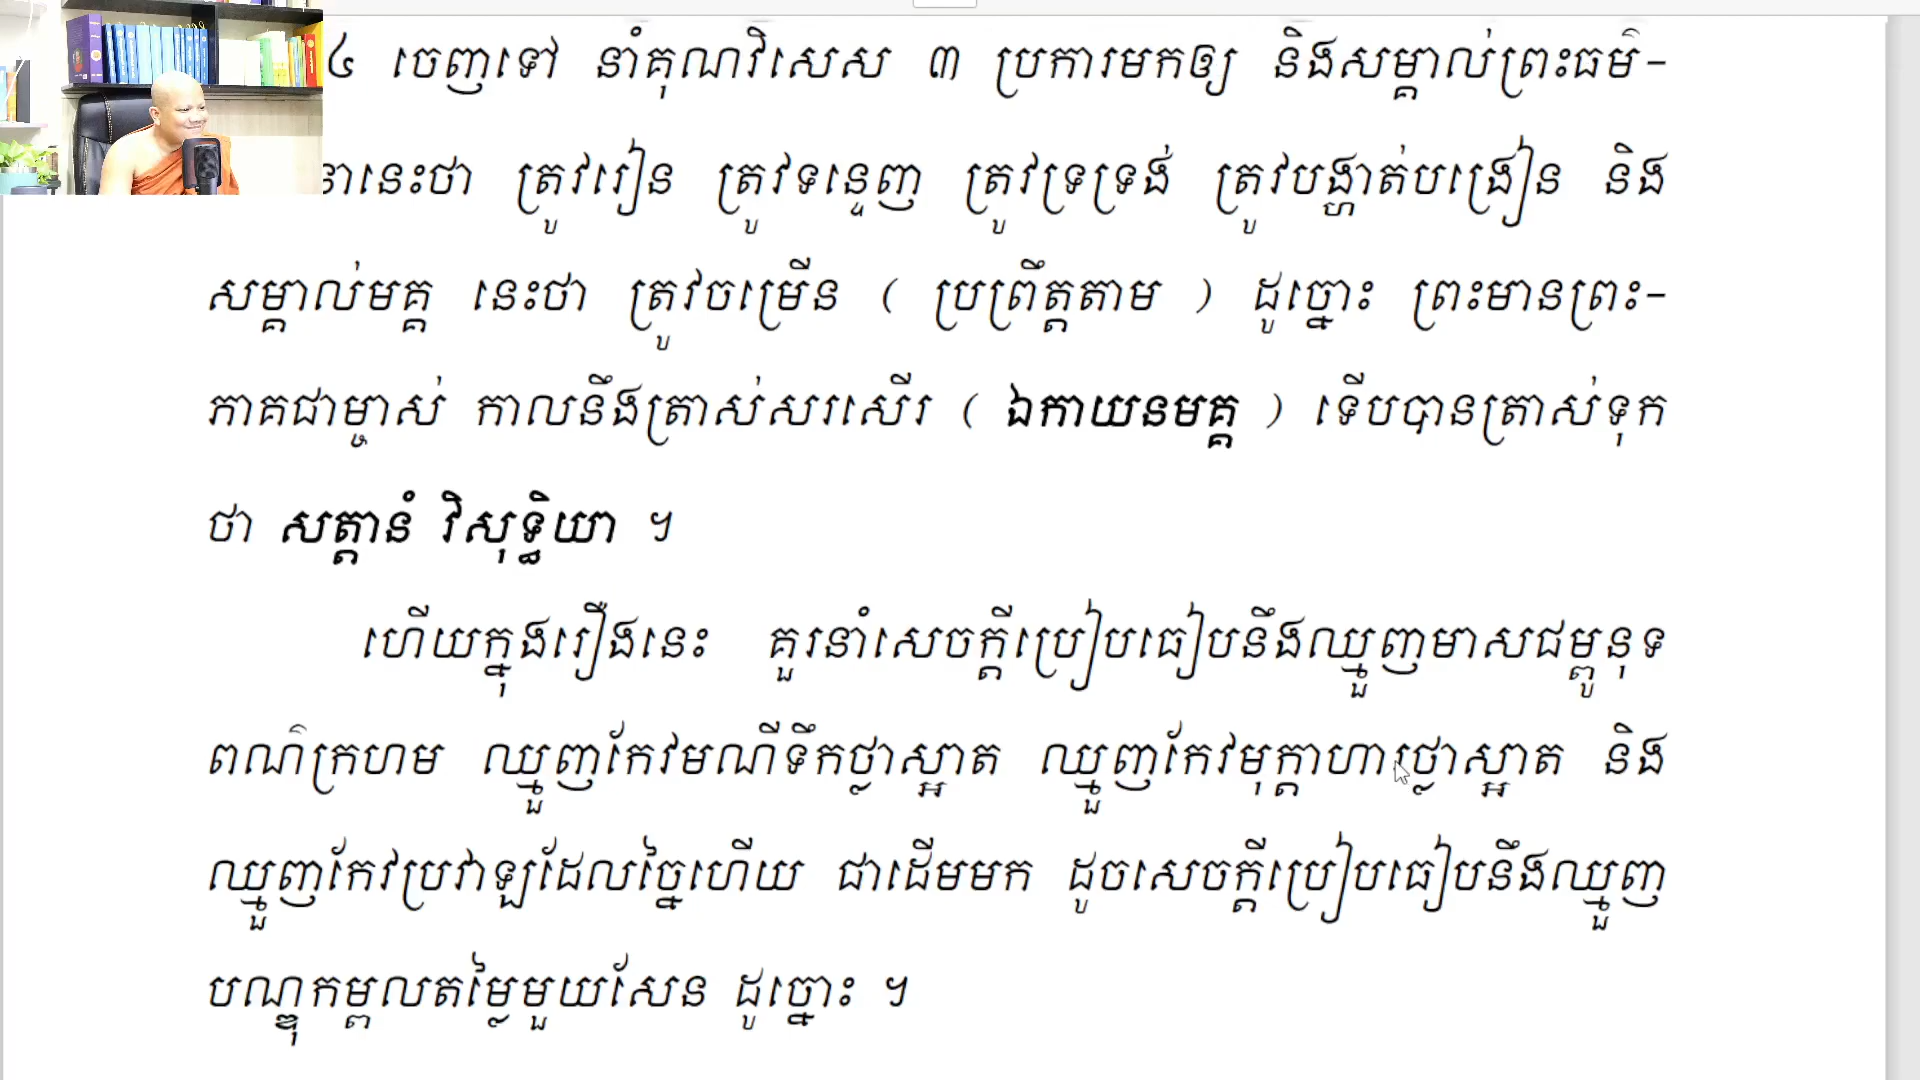 ៤ ចេញទៅ នាំគុណវិសេស ៣ ប្រការមកឲ្យ និងសម្គាល់ព្រះធម៌-
នេះថា ត្រូវរៀន ត្រូវទន្ទេញ ត្រូវទ្រទ្រង់ ត្រូវបង្ហាត់បង្រៀន និង
សម្គាល់មគ្គ នេះថា ត្រូវចម្រើន ( ប្រព្រឹត្តតាម ) ដូច្នោះ ព្រះមានព្រះ-
ភាគជាម្ចាស់ កាលនឹងត្រាស់សរសើរ ( ឯកាយនមគ្គ ) ទើបបានត្រាស់ទុក
ថា សត្តានំ វិសុទ្ធិយា ។
ហើយក្នុងរឿងនេះ គួរនាំសេចក្តីប្រៀបធៀបនឹងឈ្មួញមាសជម្ពូនុទ
ពណ៌ក្រហម ឈ្មួញកែវមណីទឹកថ្លាស្អាត ឈ្មួញកែវមុក្តាហារថ្លាស្អាត និង
ឈ្មួញកែវប្រវាឡដែលច្នៃហើយ ជាដើមមក ដូចសេចក្តីប្រៀបធៀបនឹងឈ្មួញ
បណ្ឌុកម្ពលតម្លៃមួយសែន ដូច្នោះ ។